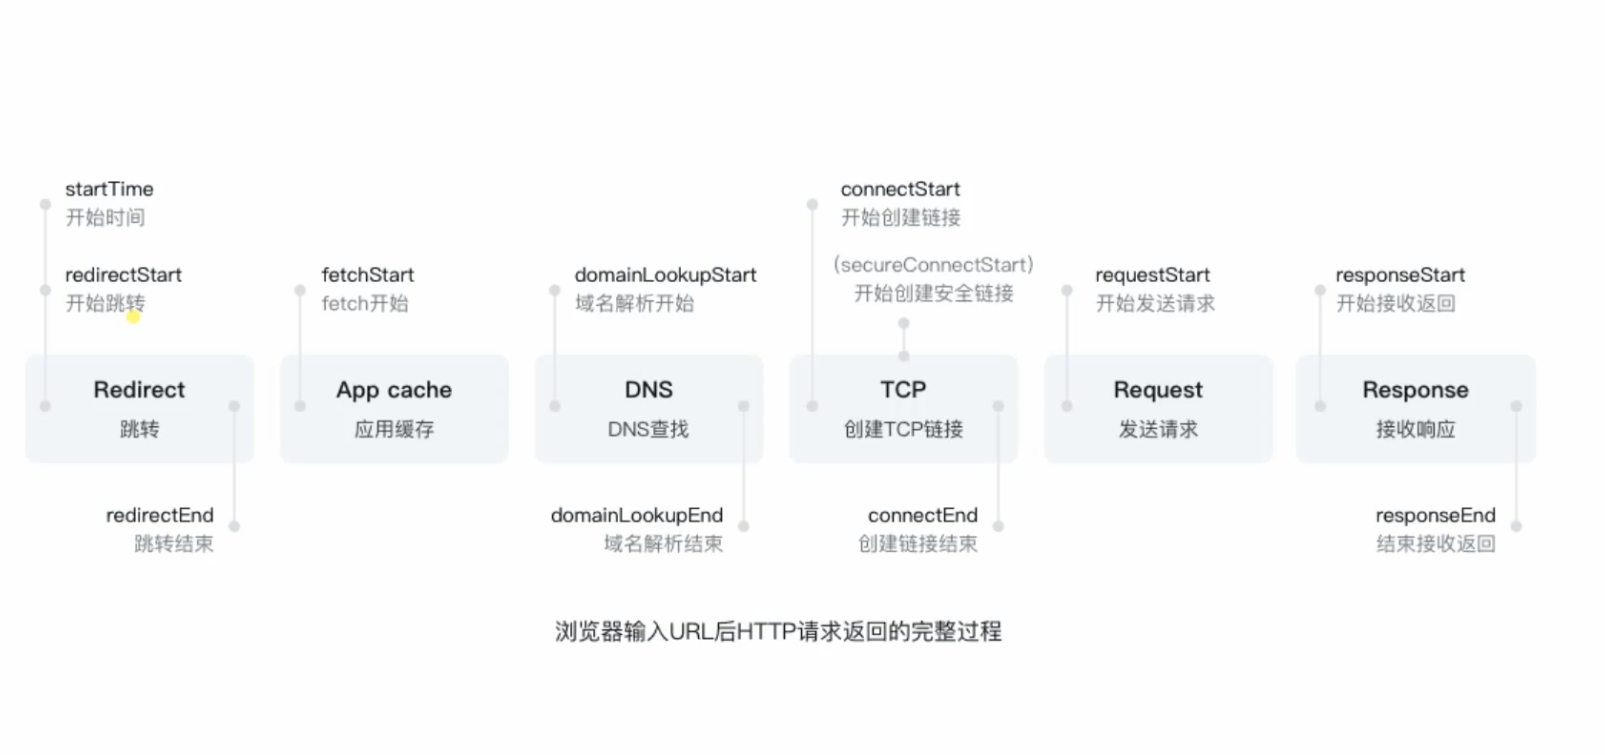 startTime
开始时间
redirectStart
开始跳转
fetchStart
fetch开始
domainLookupStart
域名解析开始
connectStart
开始创建链接
(secureConnectStart)
开始创建安全链接
requestStart
开始发送请求
responseStart
开始接收返回
Redirect
跳转
App cache
应用缓存
DNS
DNS查找
TCP
创建TCP链接
Request
发送请求
Response
接收响应
redirectEnd
跳转结束
domainLookupEnd
域名解析结束
connectEnd
创建链接结束
responseEnd
结束接收返回
浏览器输入URL后HTTP请求返回的完整过程